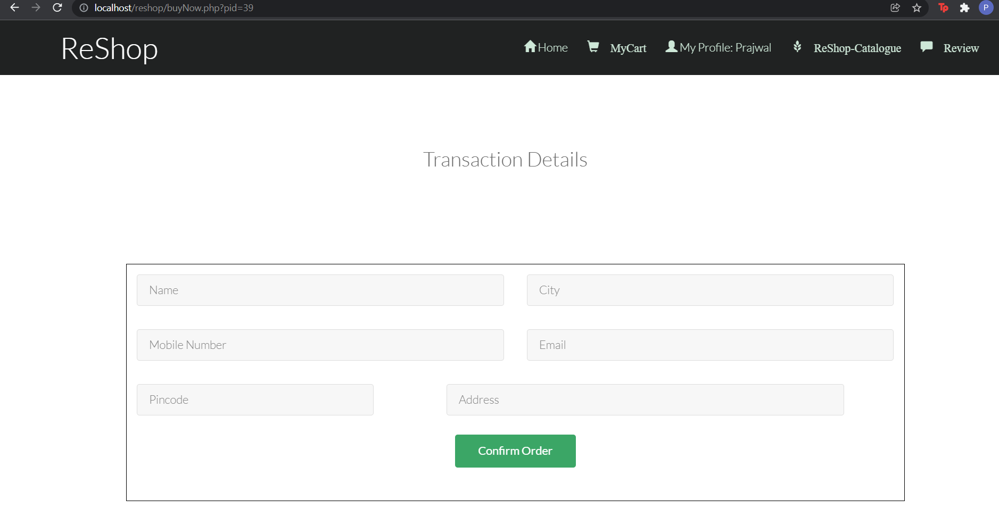 localhost/reshop/buyNow.php?pid=39
Tp
P
ReShop
Home MyCart My Profile: Prajwal ReShop-Catalogue Review
Transaction Details
Name City
Mobile Number Email
Pincode Address
Confirm Order